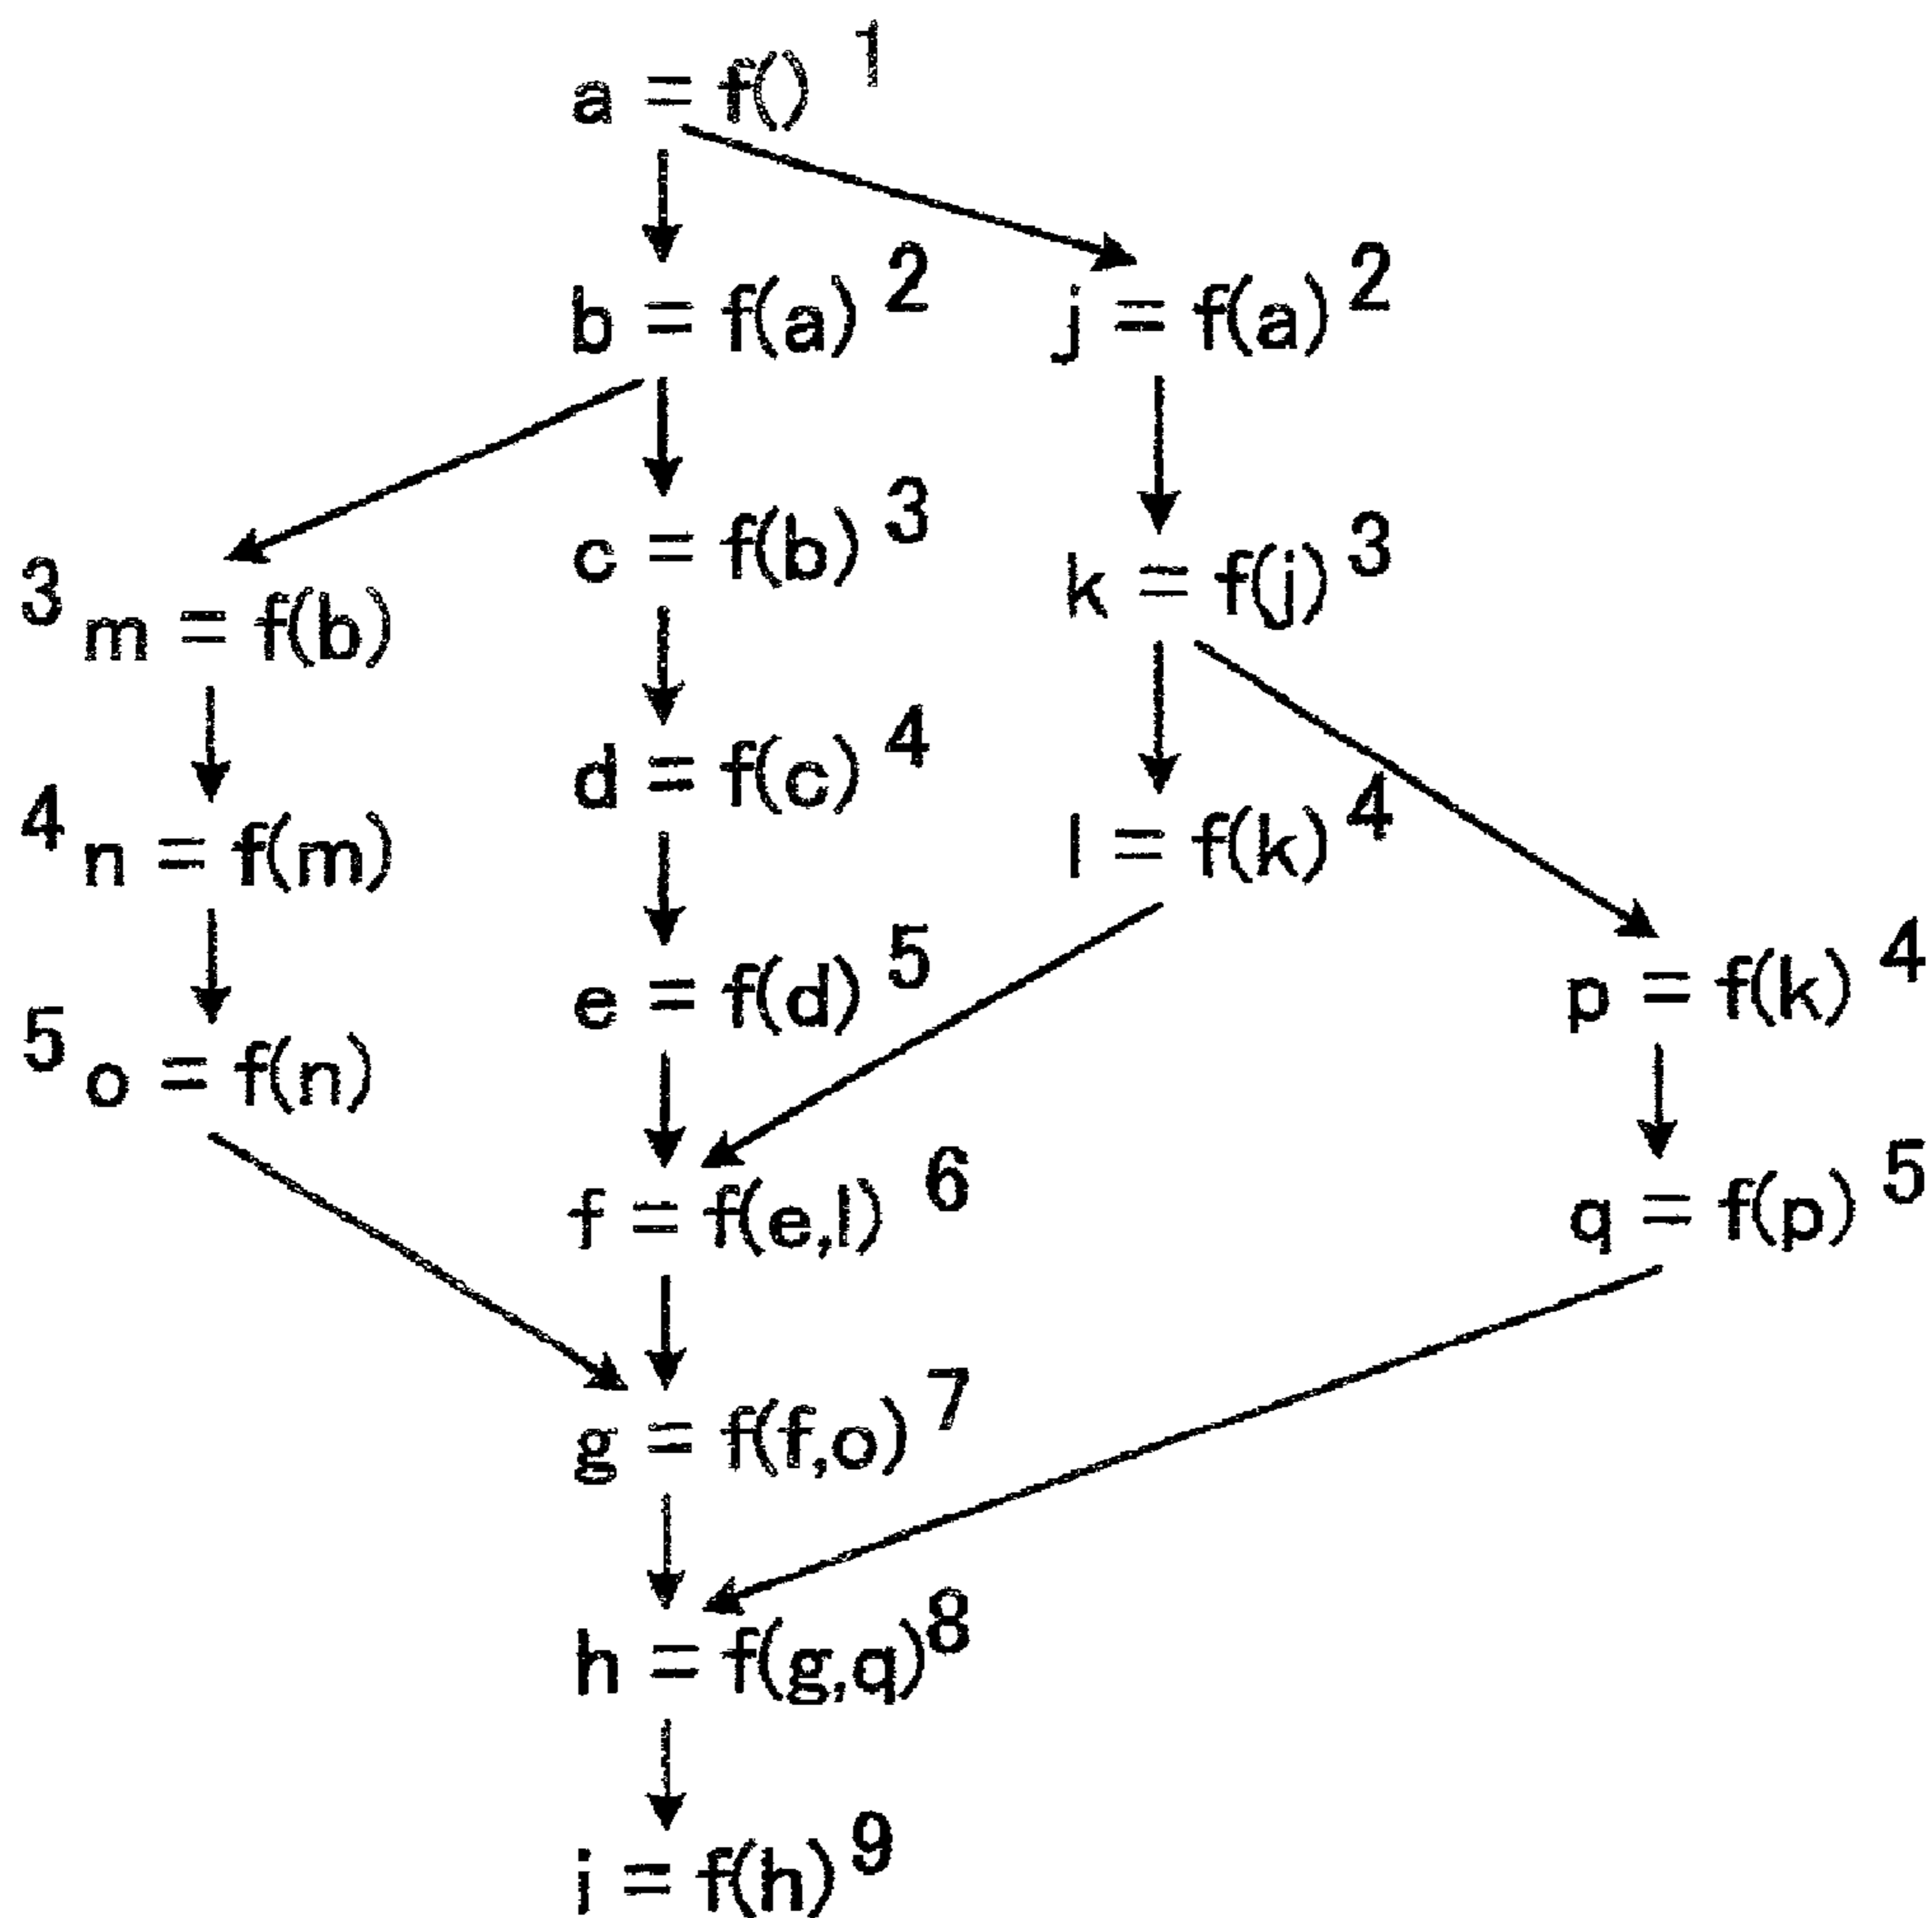 a = f() 1
b = f(a) 2
j = f(a) 2
c = f(b) 3
k = f(j) 3
3 m = f(b)
d = f(c) 4
l = f(k) 4
4 n = f(m)
e = f(d) 5
p = f(k) 4
5 o = f(n)
f = f(e,l) 6
q = f(p) 5
g = f(f,o) 7
h = f(g,q) 8
i = f(h) 9